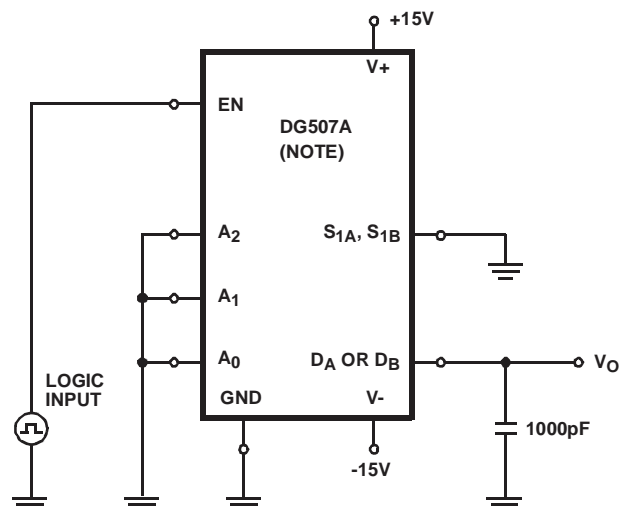 +15V
V+
EN
DG507A
(NOTE)
A2
S1A, S1B
A1
A0
DA OR DB
VO
LOGIC
INPUT
GND
V-
1000pF
-15V